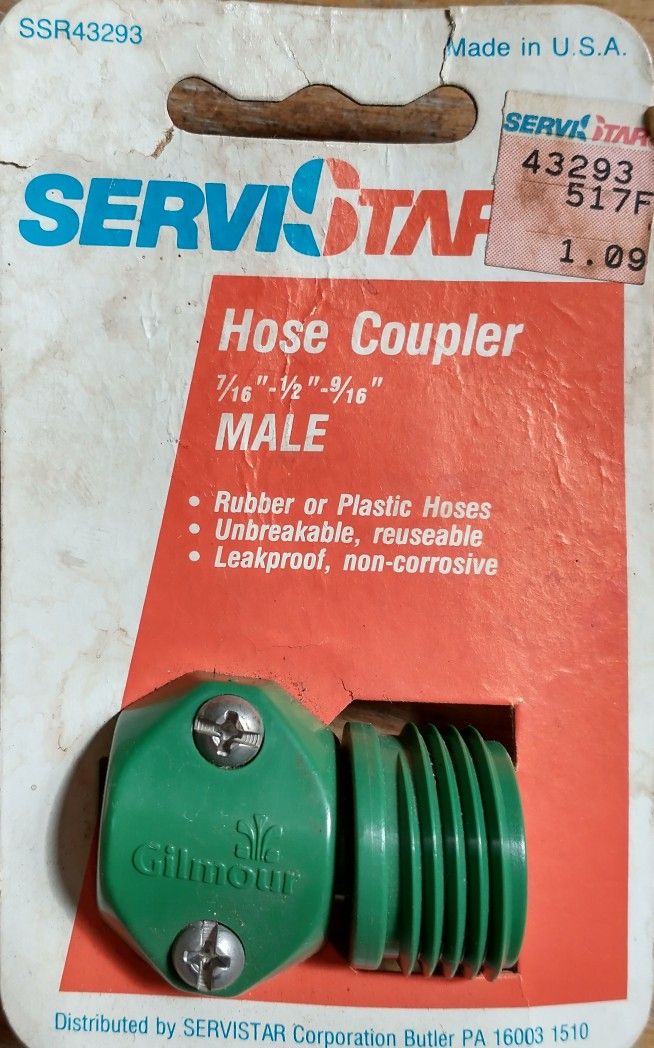 SSR43293
Made in U.S.A.
SERVISTAR
43293
517F
1.09
SERVISTAR
Hose Coupler
7/16"-1/2"-9/16"
MALE
• Rubber or Plastic Hoses
• Unbreakable, reuseable
• Leakproof, non-corrosive
Gilmour
Distributed by SERVISTAR Corporation Butler PA 16003 1510